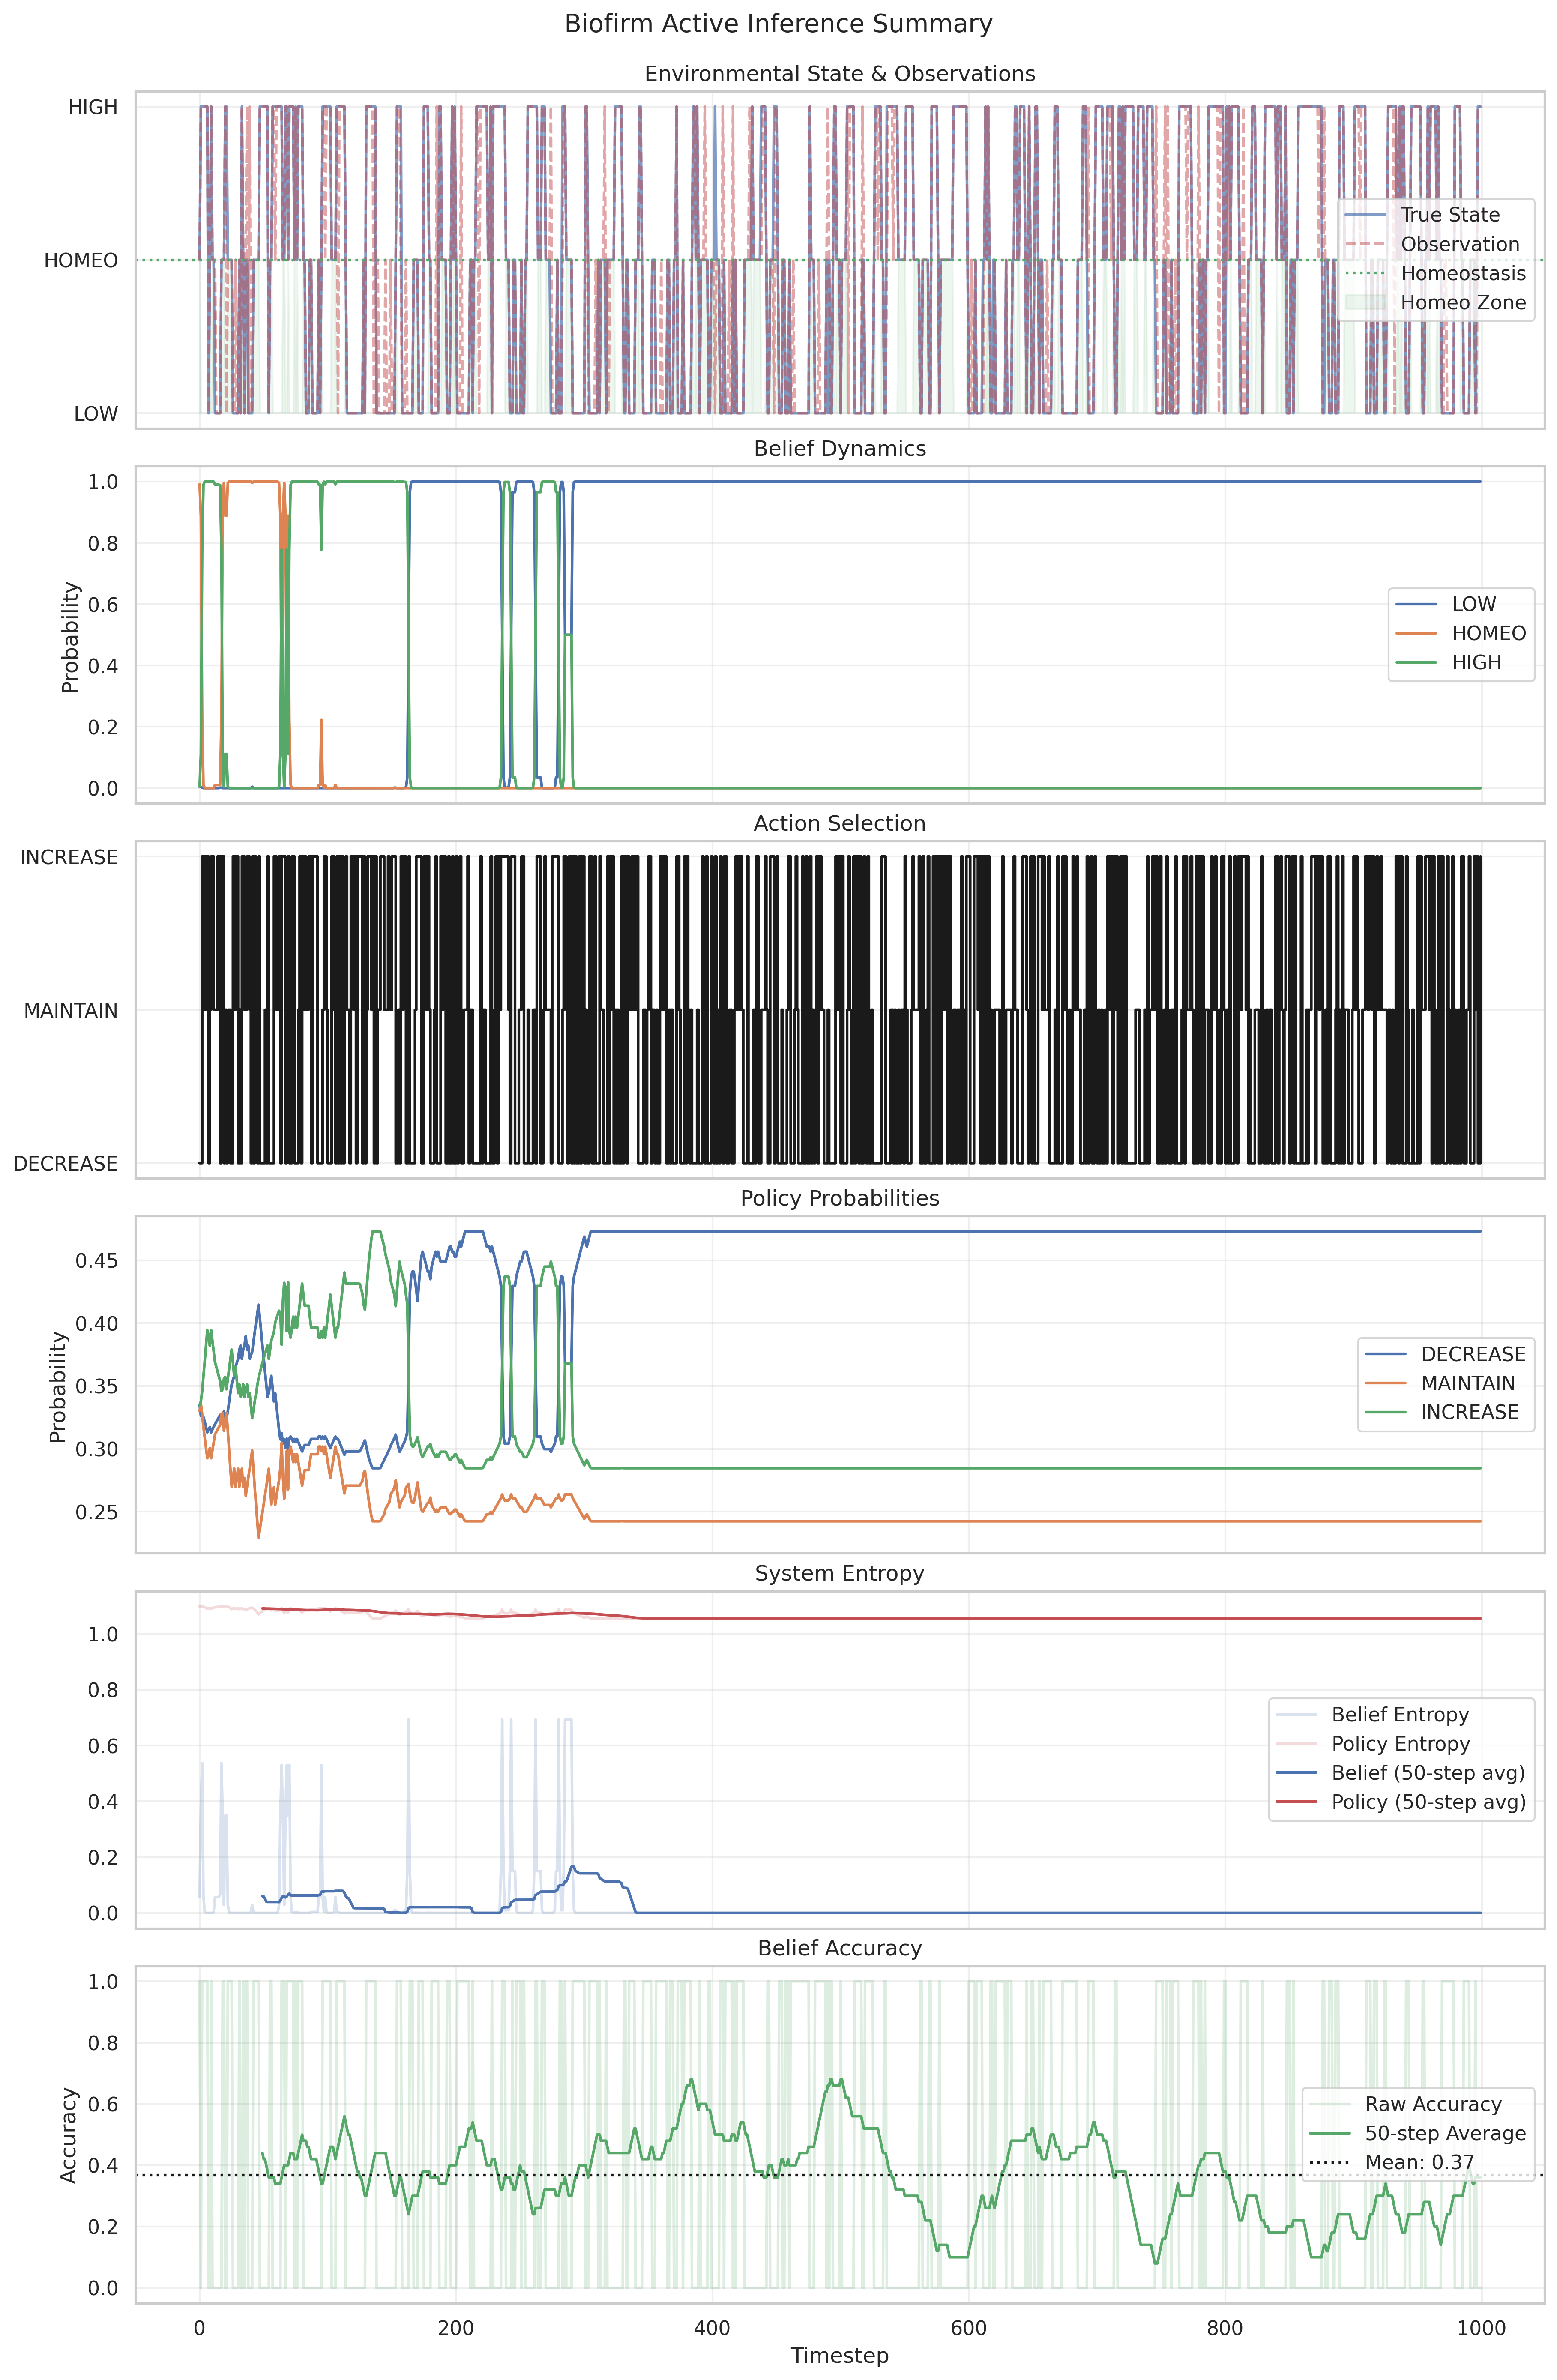 Biofirm Active Inference Summary
Environmental State & Observations
HIGH
HOMEO
LOW
True State
Observation
Homeostasis
Homeo Zone
Belief Dynamics
Probability
1.0
0.8
0.6
0.4
0.2
0.0
LOW
HOMEO
HIGH
Action Selection
INCREASE
MAINTAIN
DECREASE
Policy Probabilities
Probability
0.45
0.40
0.35
0.30
0.25
DECREASE
MAINTAIN
INCREASE
System Entropy
1.0
0.8
0.6
0.4
0.2
0.0
Belief Entropy
Policy Entropy
Belief (50-step avg)
Policy (50-step avg)
Belief Accuracy
Accuracy
1.0
0.8
0.6
0.4
0.2
0.0
Raw Accuracy
50-step Average
Mean: 0.37
0
200
400
600
800
1000
Timestep